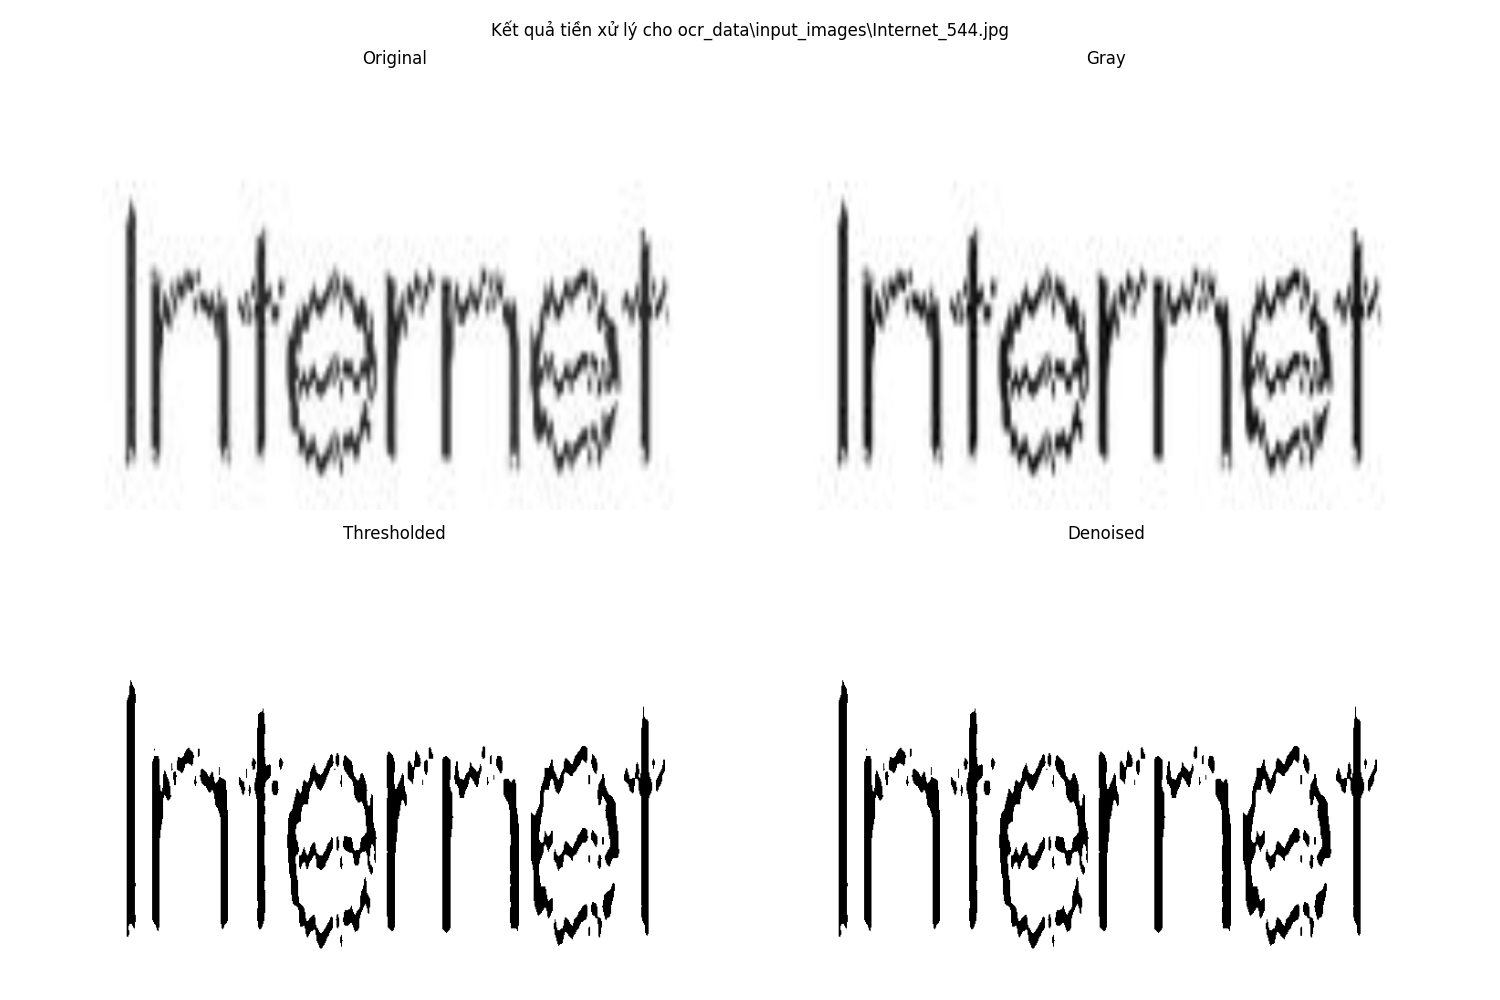 Kết quả tiền xử lý cho ocr_data\input_images\Internet_544.jpg
Original
Gray
Internet
Internet
Thresholded
Denoised
Internet
Internet